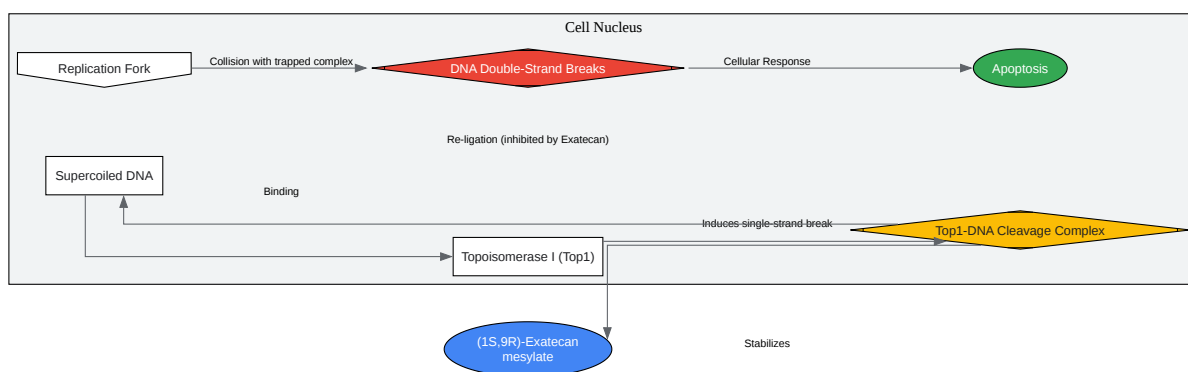 Cell Nucleus
Replication Fork
Collision with trapped complex
DNA Double-Strand Breaks
Cellular Response
Apoptosis
Re-ligation (inhibited by Exatecan)
Supercoiled DNA
Binding
Induces single-strand break
Top1-DNA Cleavage Complex
Topoisomerase I (Top1)
(1S,9R)-Exatecan
mesylate
Stabilizes